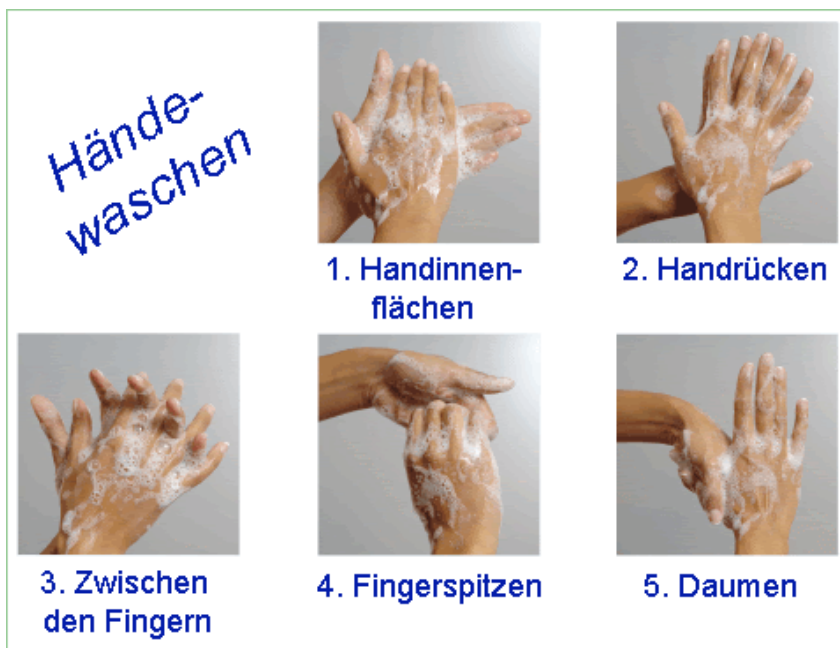 Hände-
waschen
1. Handinnen-
flächen
2. Handrücken
3. Zwischen
den Fingern
4. Fingerspitzen
5. Daumen